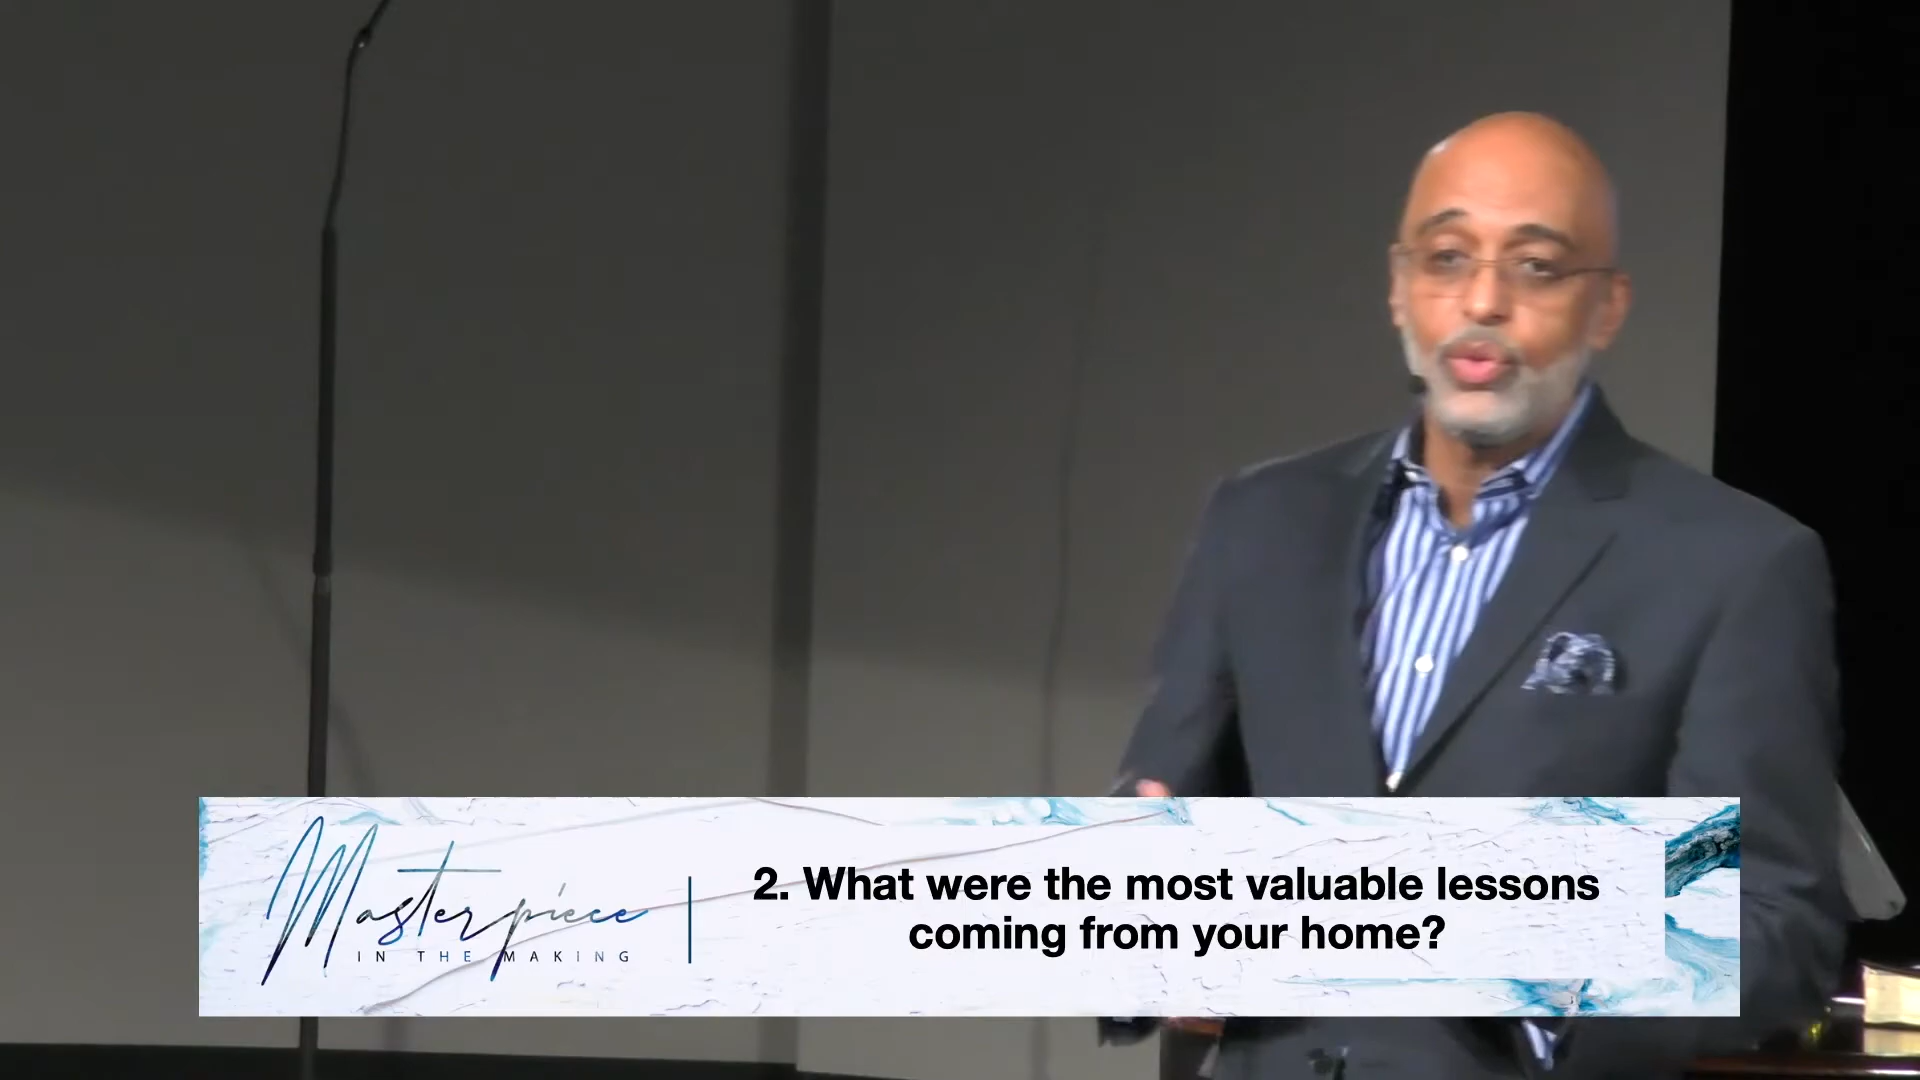 Masterpiece
IN THE MAKING
2. What were the most valuable lessons
coming from your home?